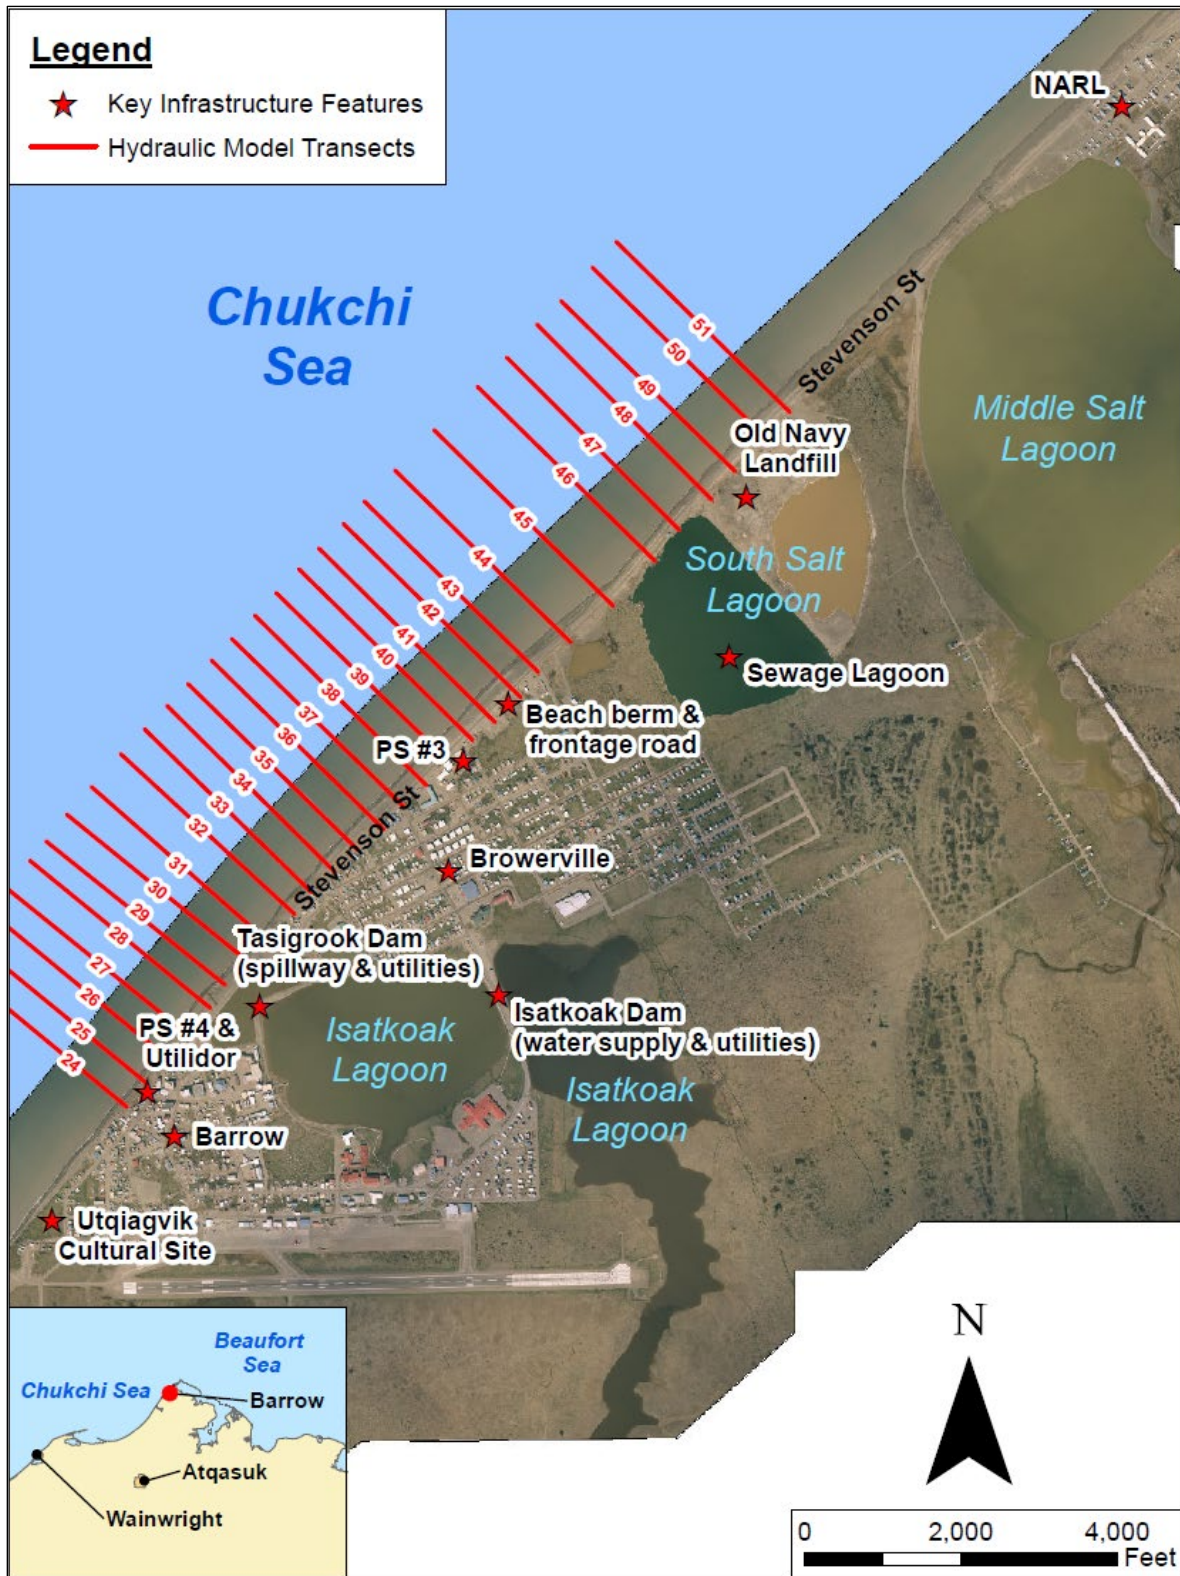 Legend
Key Infrastructure Features
Hydraulic Model Transects
NARL
Chukchi
Sea
Stevenson St
Middle Salt
Lagoon
51
50
49
48
47
46
45
44
43
42
41
40
39
38
37
36
35
34
33
32
31
30
29
28
27
26
25
24
Old Navy
Landfill
South Salt
Lagoon
Sewage Lagoon
Beach berm &
frontage road
PS #3
Stevenson St
Browerville
Tasigrook Dam
(spillway & utilities)
PS #4 &
Utilidor
Isatkoak
Lagoon
Isatkoak Dam
(water supply & utilities)
Isatkoak
Lagoon
Barrow
Utqiagvik
Cultural Site
Beaufort
Sea
Chukchi Sea
Barrow
Atqasuk
Wainwright
N
0 2,000 4,000
Feet